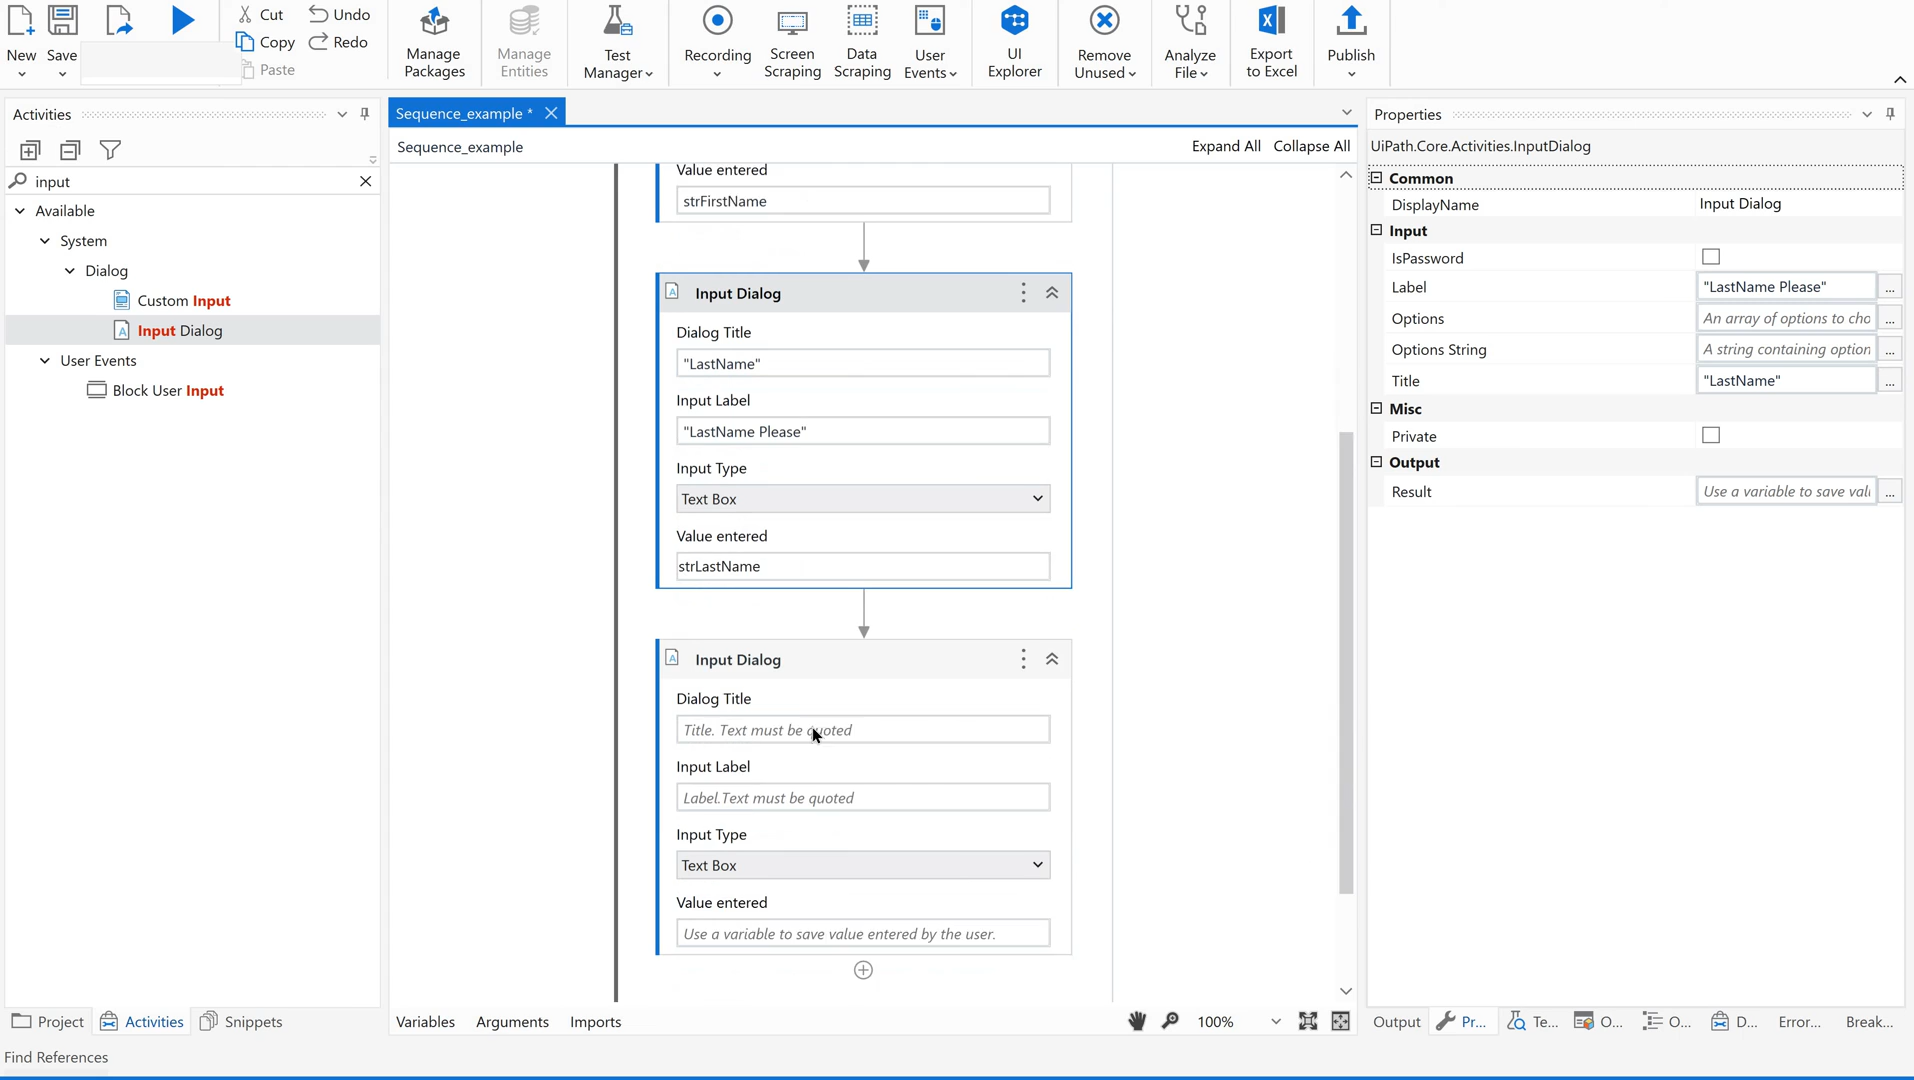 New
Save
Cut
Copy
Paste
Undo
Redo
Manage
Packages
Manage
Entities
Test
Manager
Recording
Screen
Scraping
Data
Scraping
User
Events
UI
Explorer
Remove
Unused
Analyze
File
Export
to Excel
Publish
Activities
input
Available
System
Dialog
Custom Input
Input Dialog
User Events
Block User Input
Project
Activities
Snippets
Find References
Sequence_example *
Sequence_example
Expand All
Collapse All
Value entered
strFirstName
Input Dialog
Dialog Title
"LastName"
Input Label
"LastName Please"
Input Type
Text Box
Value entered
strLastName
Input Dialog
Dialog Title
Title. Text must be quoted
Input Label
Label.Text must be quoted
Input Type
Text Box
Value entered
Use a variable to save value entered by the user.
Variables
Arguments
Imports
100%
Properties
UiPath.Core.Activities.InputDialog
Common
DisplayName
Input Dialog
Input
IsPassword
Label
"LastName Please"
...
Options
An array of options to cho
...
Options String
A string containing option
...
Title
"LastName"
...
Misc
Private
Output
Result
Use a variable to save val
...
Output
Pr...
Te...
O...
O...
D...
Error...
Break...